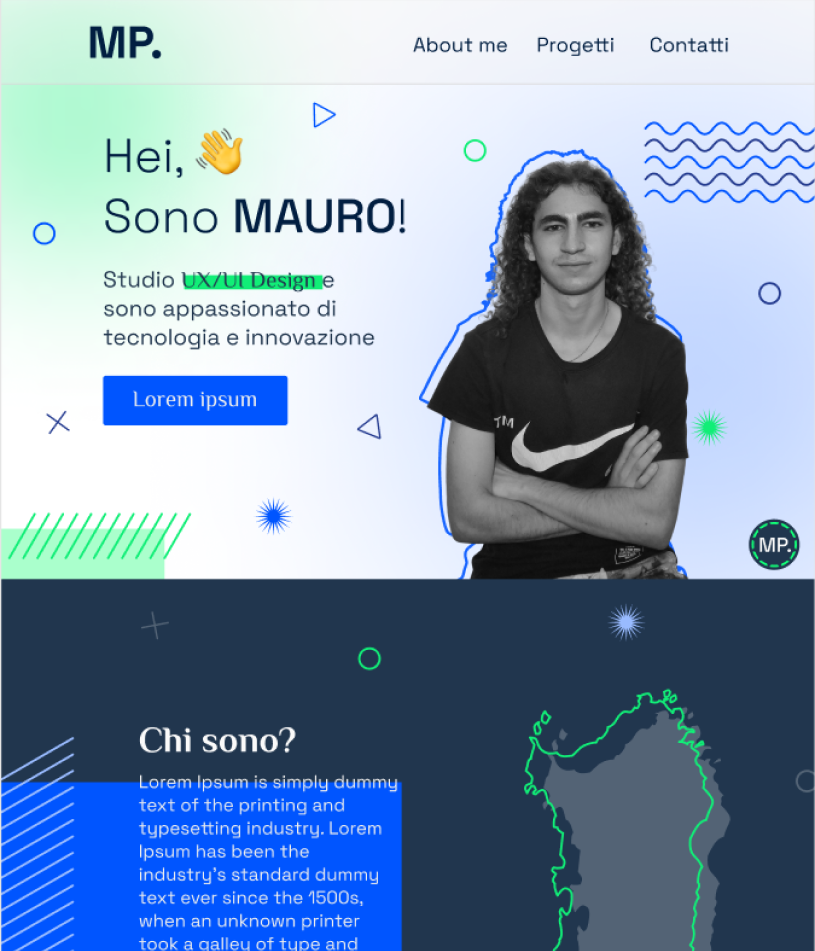 MP.
About me Progetti Contatti
Hei, 👋
Sono MAURO!
Studio UX/UI Design e
sono appassionato di
tecnologia e innovazione
Lorem ipsum
TM
MP.
Chi sono?
Lorem Ipsum is simply dummy
text of the printing and
typesetting industry. Lorem
Ipsum has been the
industry's standard dummy
text ever since the 1500s,
when an unknown printer
took a galley of type and